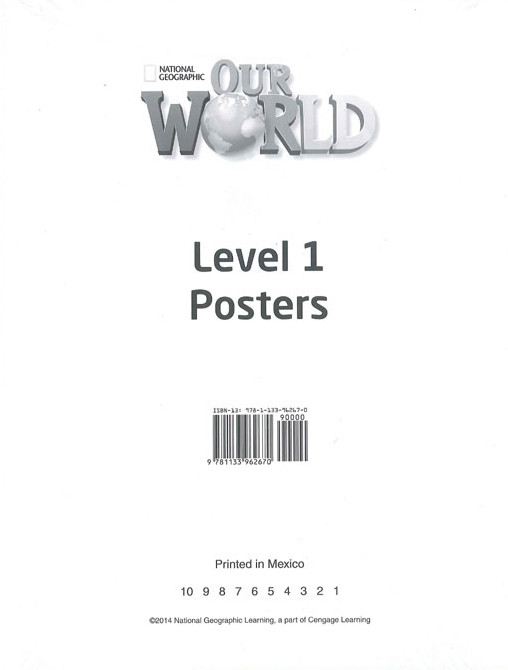 NATIONAL
GEOGRAPHIC
OUR
WORLD
Level 1
Posters
ISBN-13: 978-1-133-96267-0
90000
9 781133 962670
Printed in Mexico
10 9 8 7 6 5 4 3 2 1
©2014 National Geographic Learning, a part of Cengage Learning